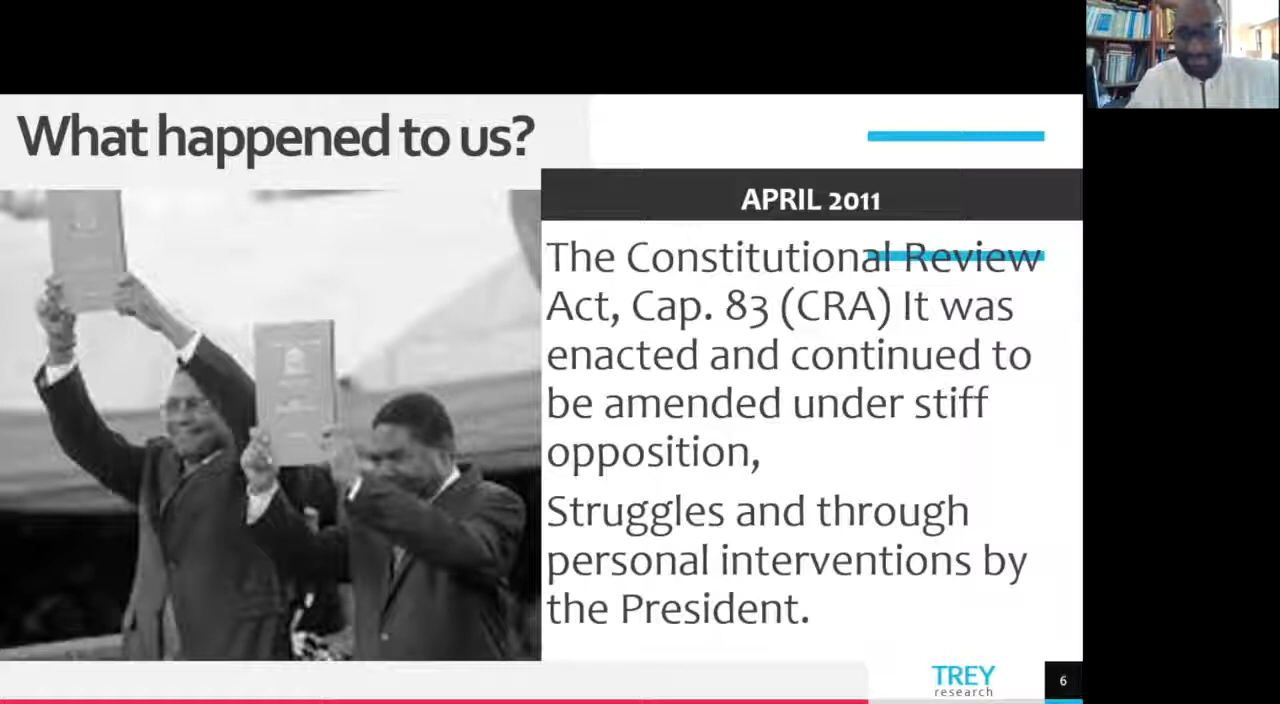 What happened to us?
APRIL 2011
The Constitutional Review
Act, Cap. 83 (CRA) It was
enacted and continued to
be amended under stiff
opposition,
Struggles and through
personal interventions by
the President.
TREY
research
6